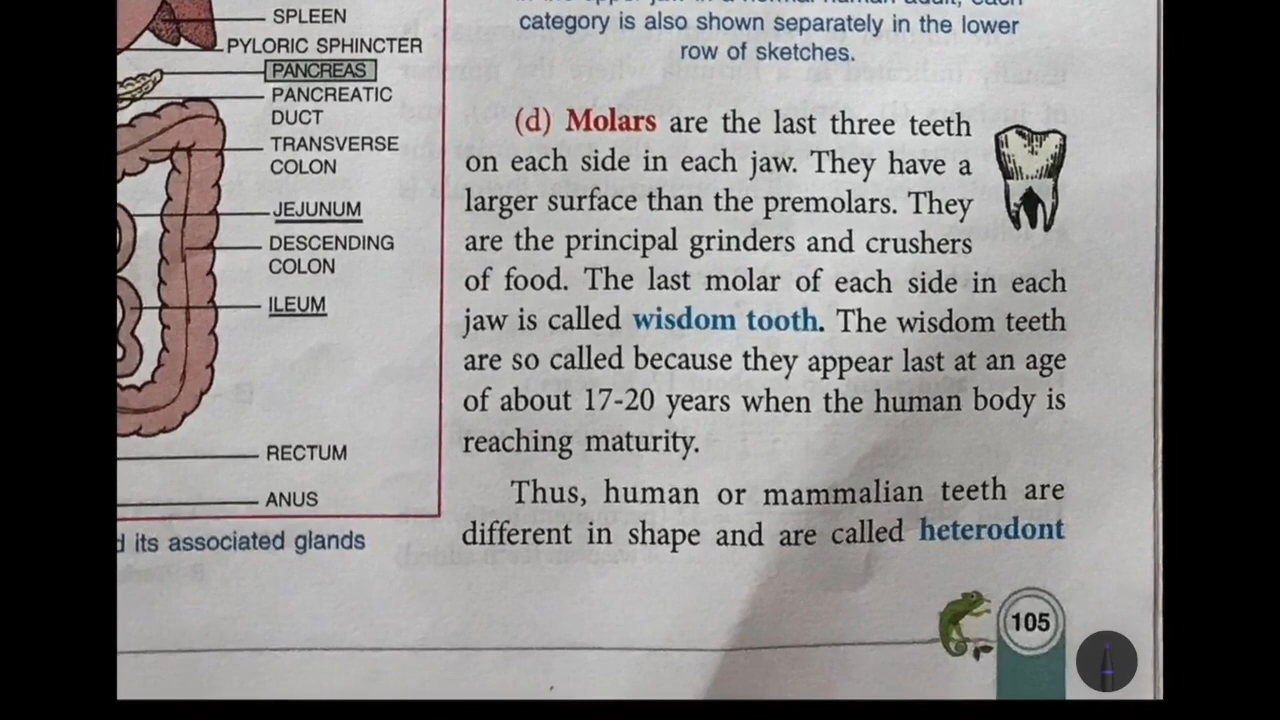 SPLEEN
PYLORIC SPHINCTER
PANCREAS
PANCREATIC
DUCT
TRANSVERSE
COLON
JEJUNUM
DESCENDING
COLON
ILEUM
RECTUM
ANUS
its associated glands
category is also shown separately in the lower
row of sketches.
(d) Molars are the last three teeth
on each side in each jaw. They have a
larger surface than the premolars. They
are the principal grinders and crushers
of food. The last molar of each side in each
jaw is called wisdom tooth. The wisdom teeth
are so called because they appear last at an age
of about 17-20 years when the human body is
reaching maturity.
Thus, human or mammalian teeth are
different in shape and are called heterodont
105